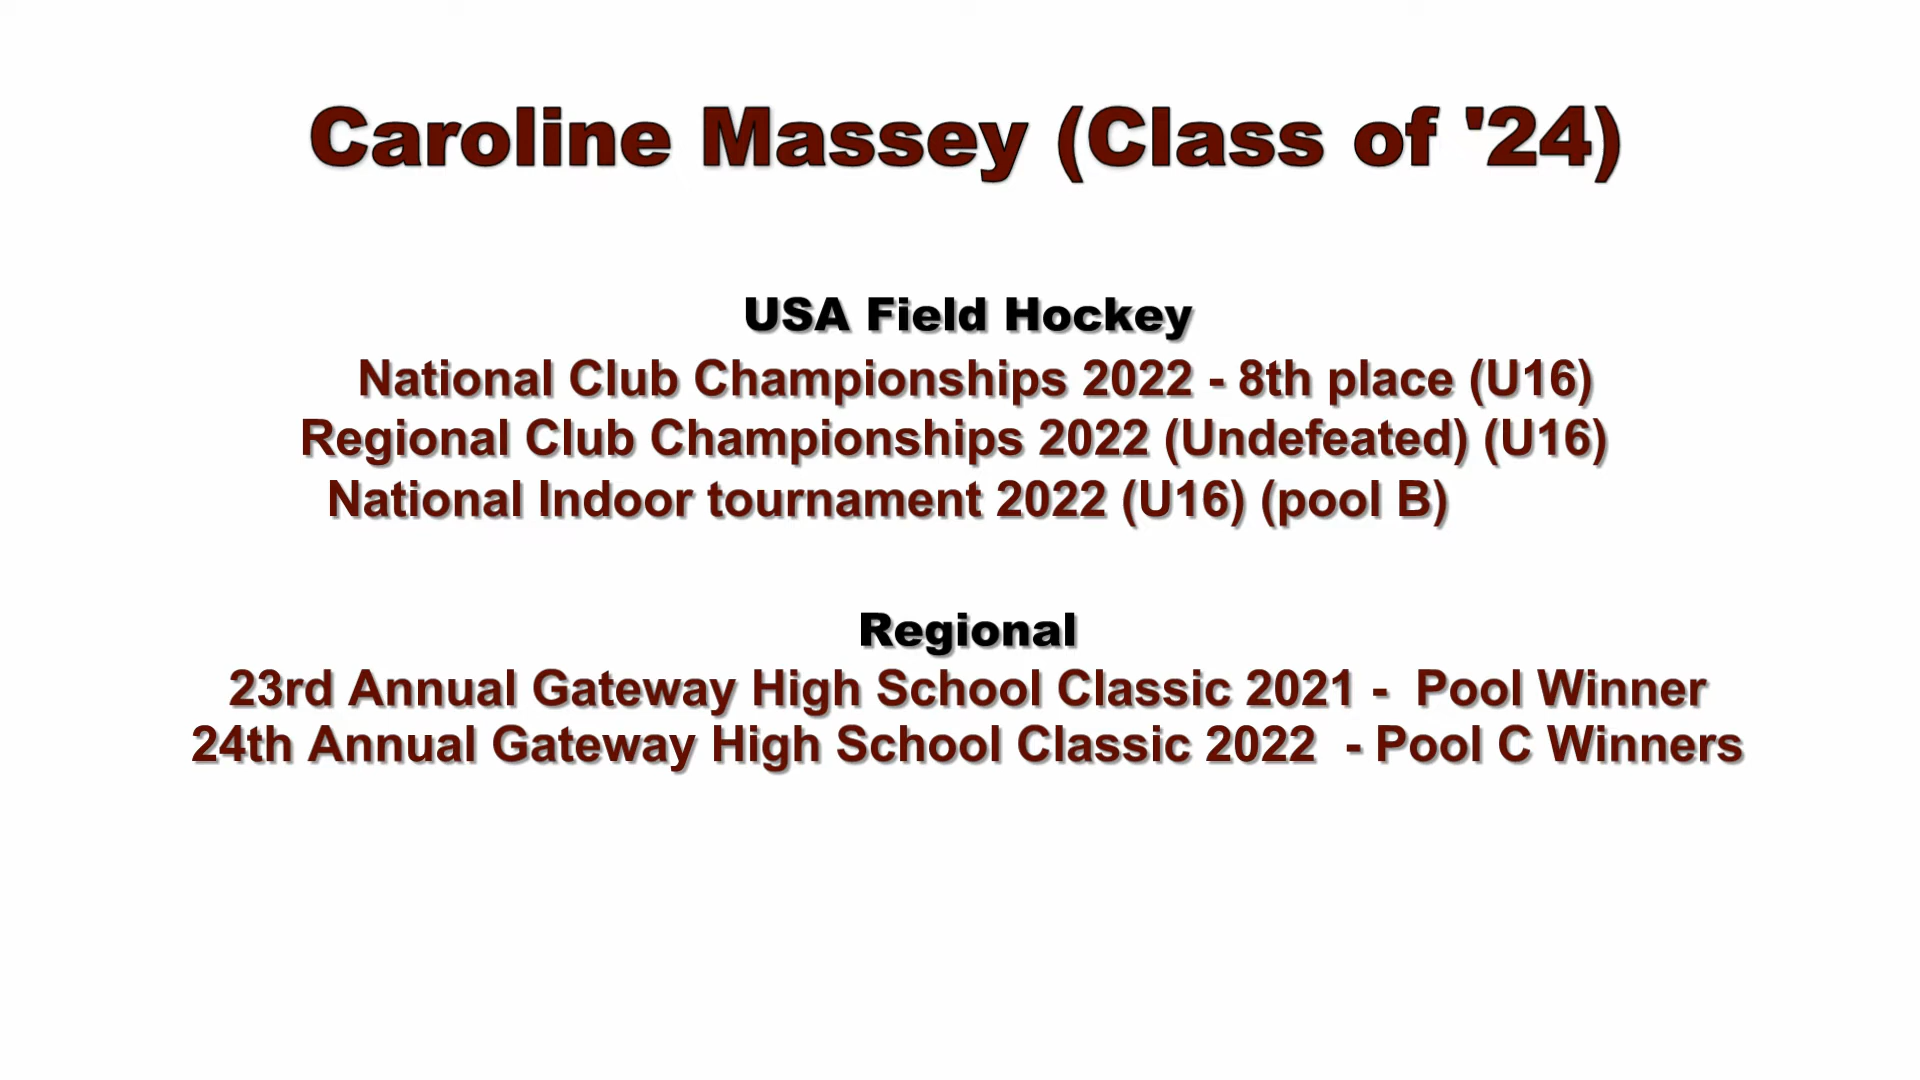 Caroline Massey (Class of '24)
USA Field Hockey
National Club Championships 2022 - 8th place (U16)
Regional Club Championships 2022 (Undefeated) (U16)
National Indoor tournament 2022 (U16) (pool B)
Regional
23rd Annual Gateway High School Classic 2021 -  Pool Winner
24th Annual Gateway High School Classic 2022  - Pool C Winners